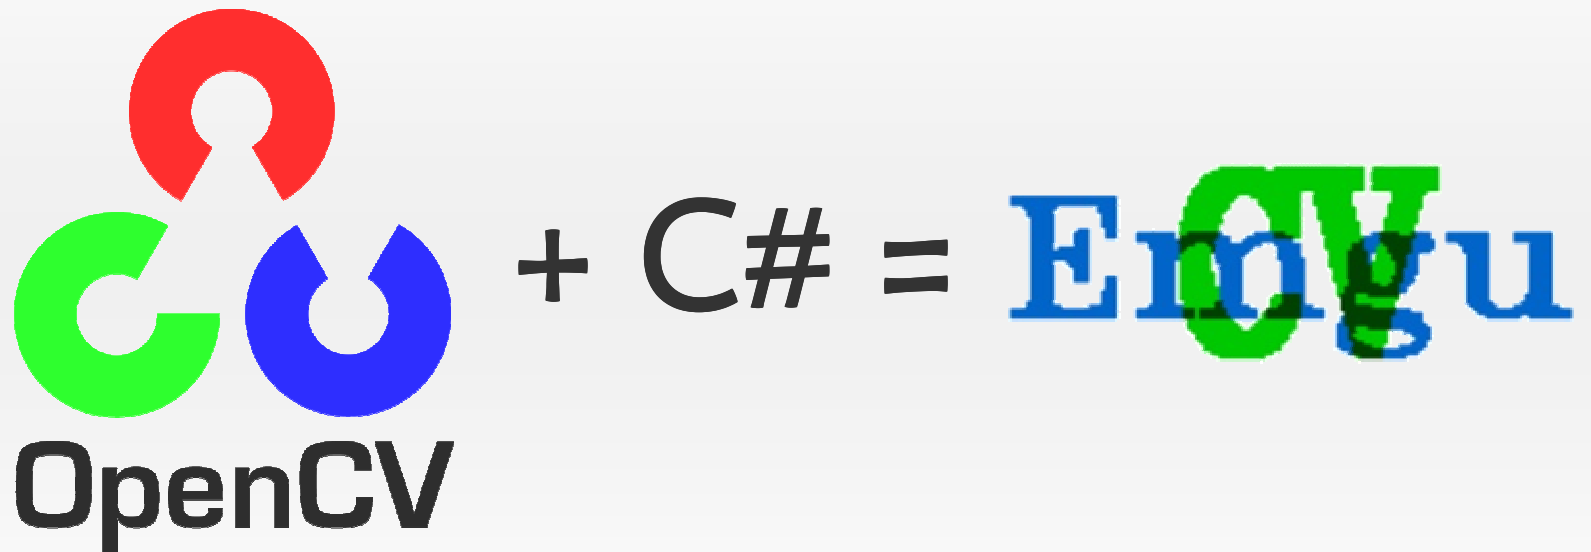 + C# = Emgu CV
OpenCV